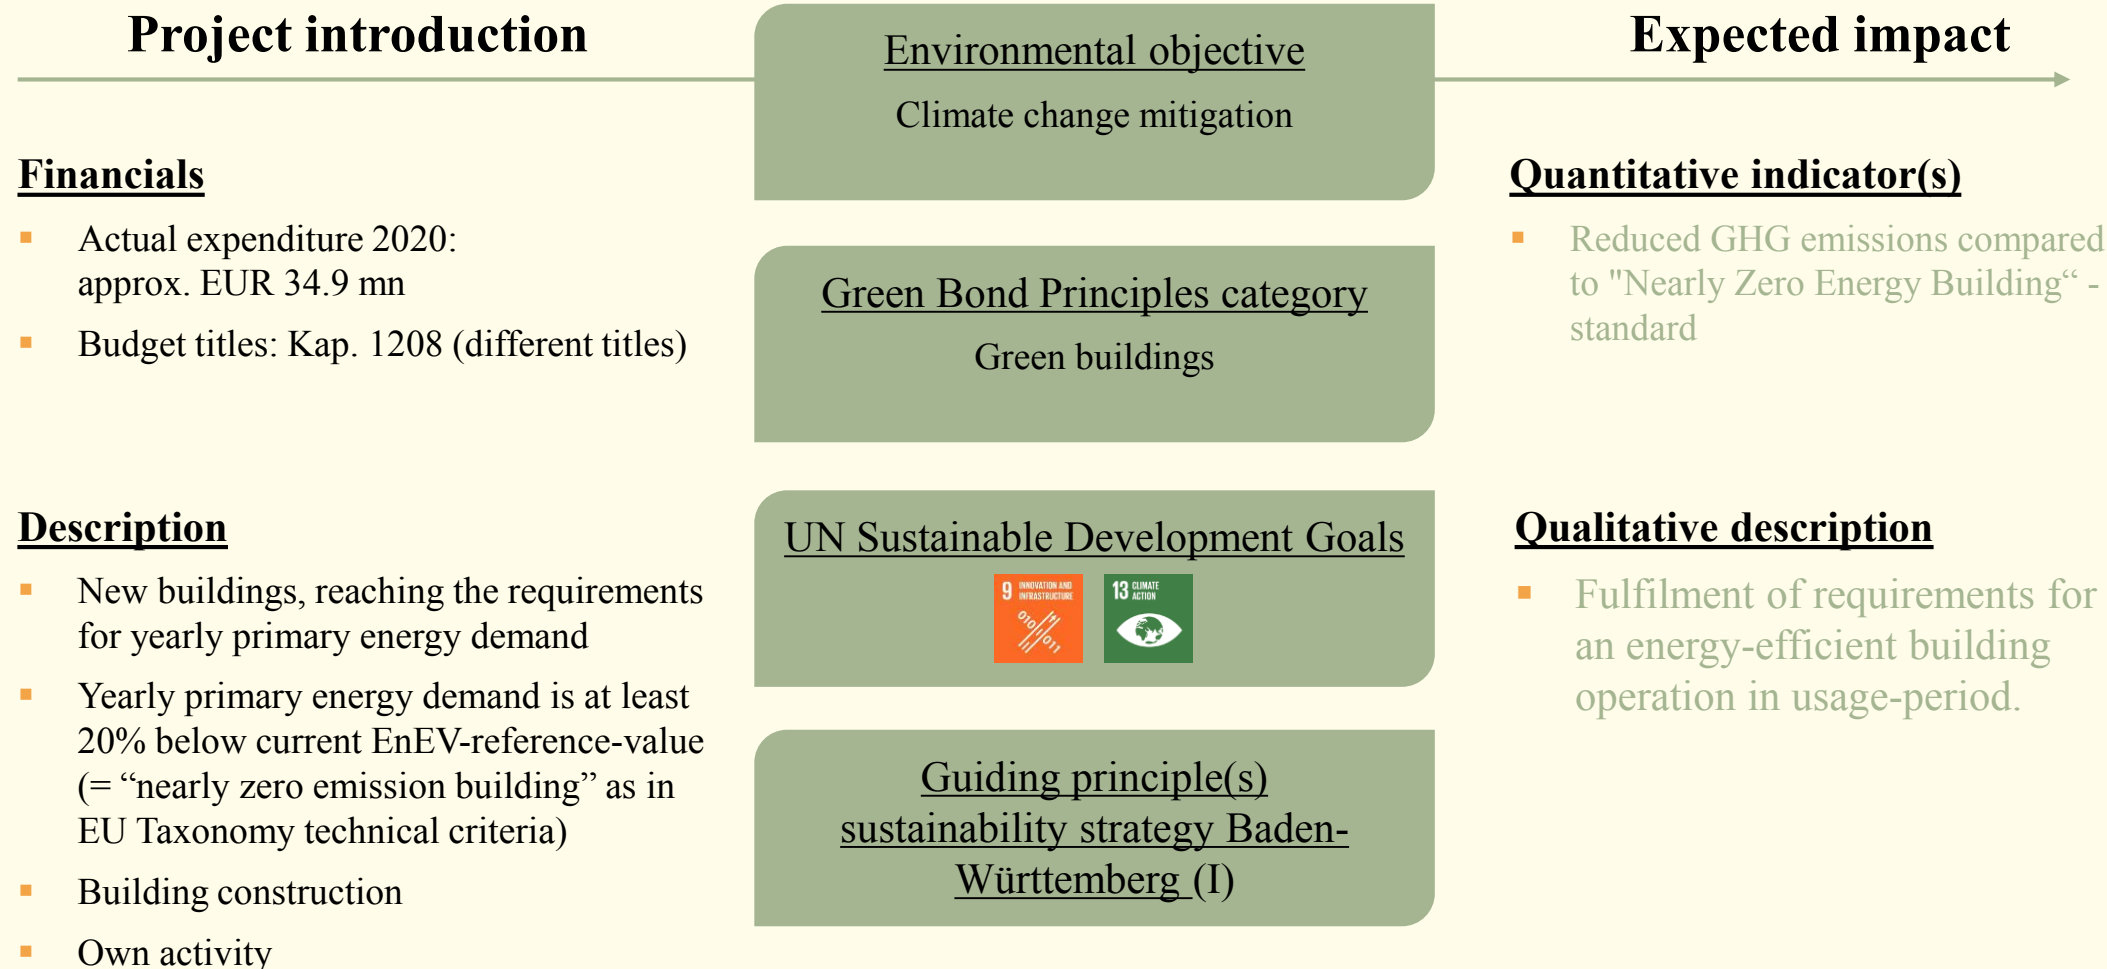 Project introduction
Financials
Actual expenditure 2020:
approx. EUR 34.9 mn
Budget titles: Kap. 1208 (different titles)
Description
New buildings, reaching the requirements
for yearly primary energy demand
Yearly primary energy demand is at least
20% below current EnEV-reference-value
(= “nearly zero emission building” as in
EU Taxonomy technical criteria)
Building construction
Own activity
Environmental objective
Climate change mitigation
Green Bond Principles category
Green buildings
UN Sustainable Development Goals
9 INNOVATION AND
INFRASTRUCTURE
010
011
13 CLIMATE
ACTION
Guiding principle(s)
sustainability strategy Baden-
Württemberg (I)
Expected impact
Quantitative indicator(s)
Reduced GHG emissions compared
to "Nearly Zero Energy Building“ -
standard
Qualitative description
Fulfilment of requirements for
an energy-efficient building
operation in usage-period.